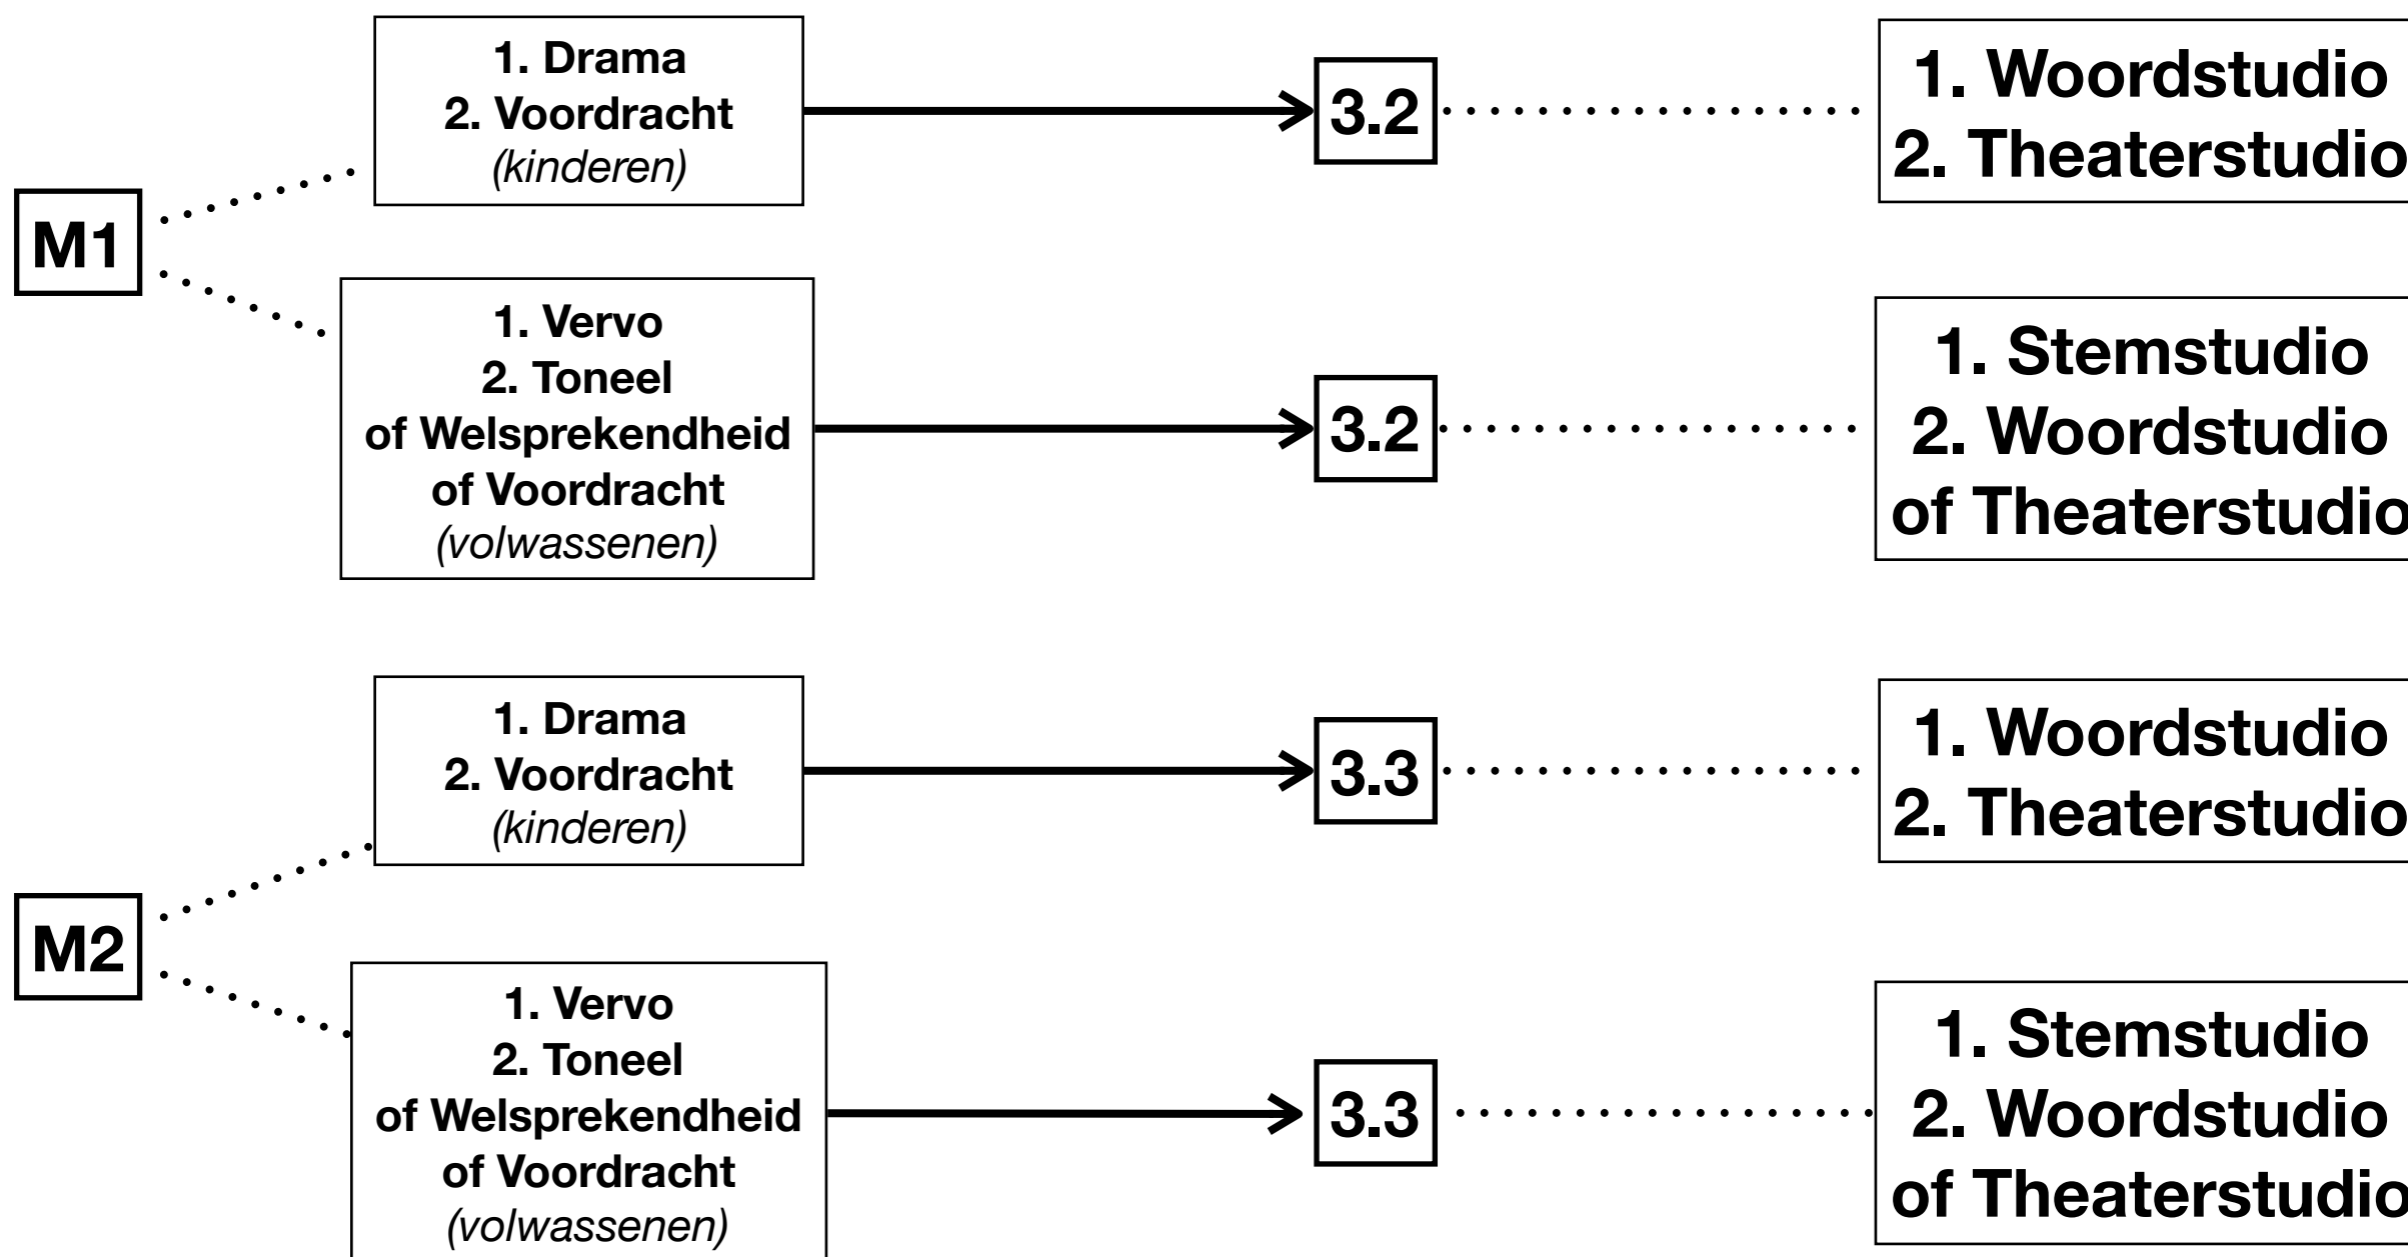 1. Drama
2. Voordracht
(kinderen)
3.2
1. Woordstudio
2. Theaterstudio
M1
1. Vervo
2. Toneel
of Welsprekendheid
of Voordracht
(volwassenen)
3.2
1. Stemstudio
2. Woordstudio
of Theaterstudio
1. Drama
2. Voordracht
(kinderen)
3.3
1. Woordstudio
2. Theaterstudio
M2
1. Vervo
2. Toneel
of Welsprekendheid
of Voordracht
(volwassenen)
3.3
1. Stemstudio
2. Woordstudio
of Theaterstudio